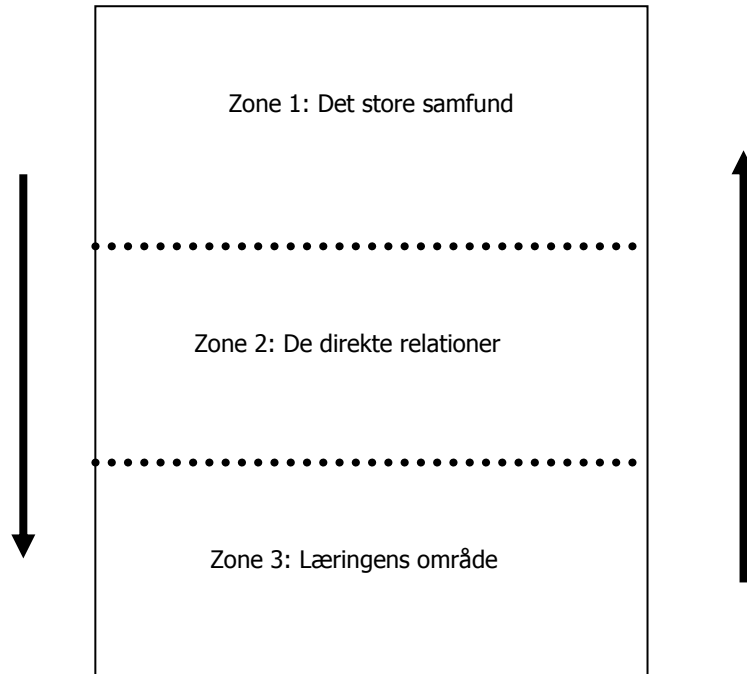 Zone 1: Det store samfund
Zone 2: De direkte relationer
Zone 3: Læringens område